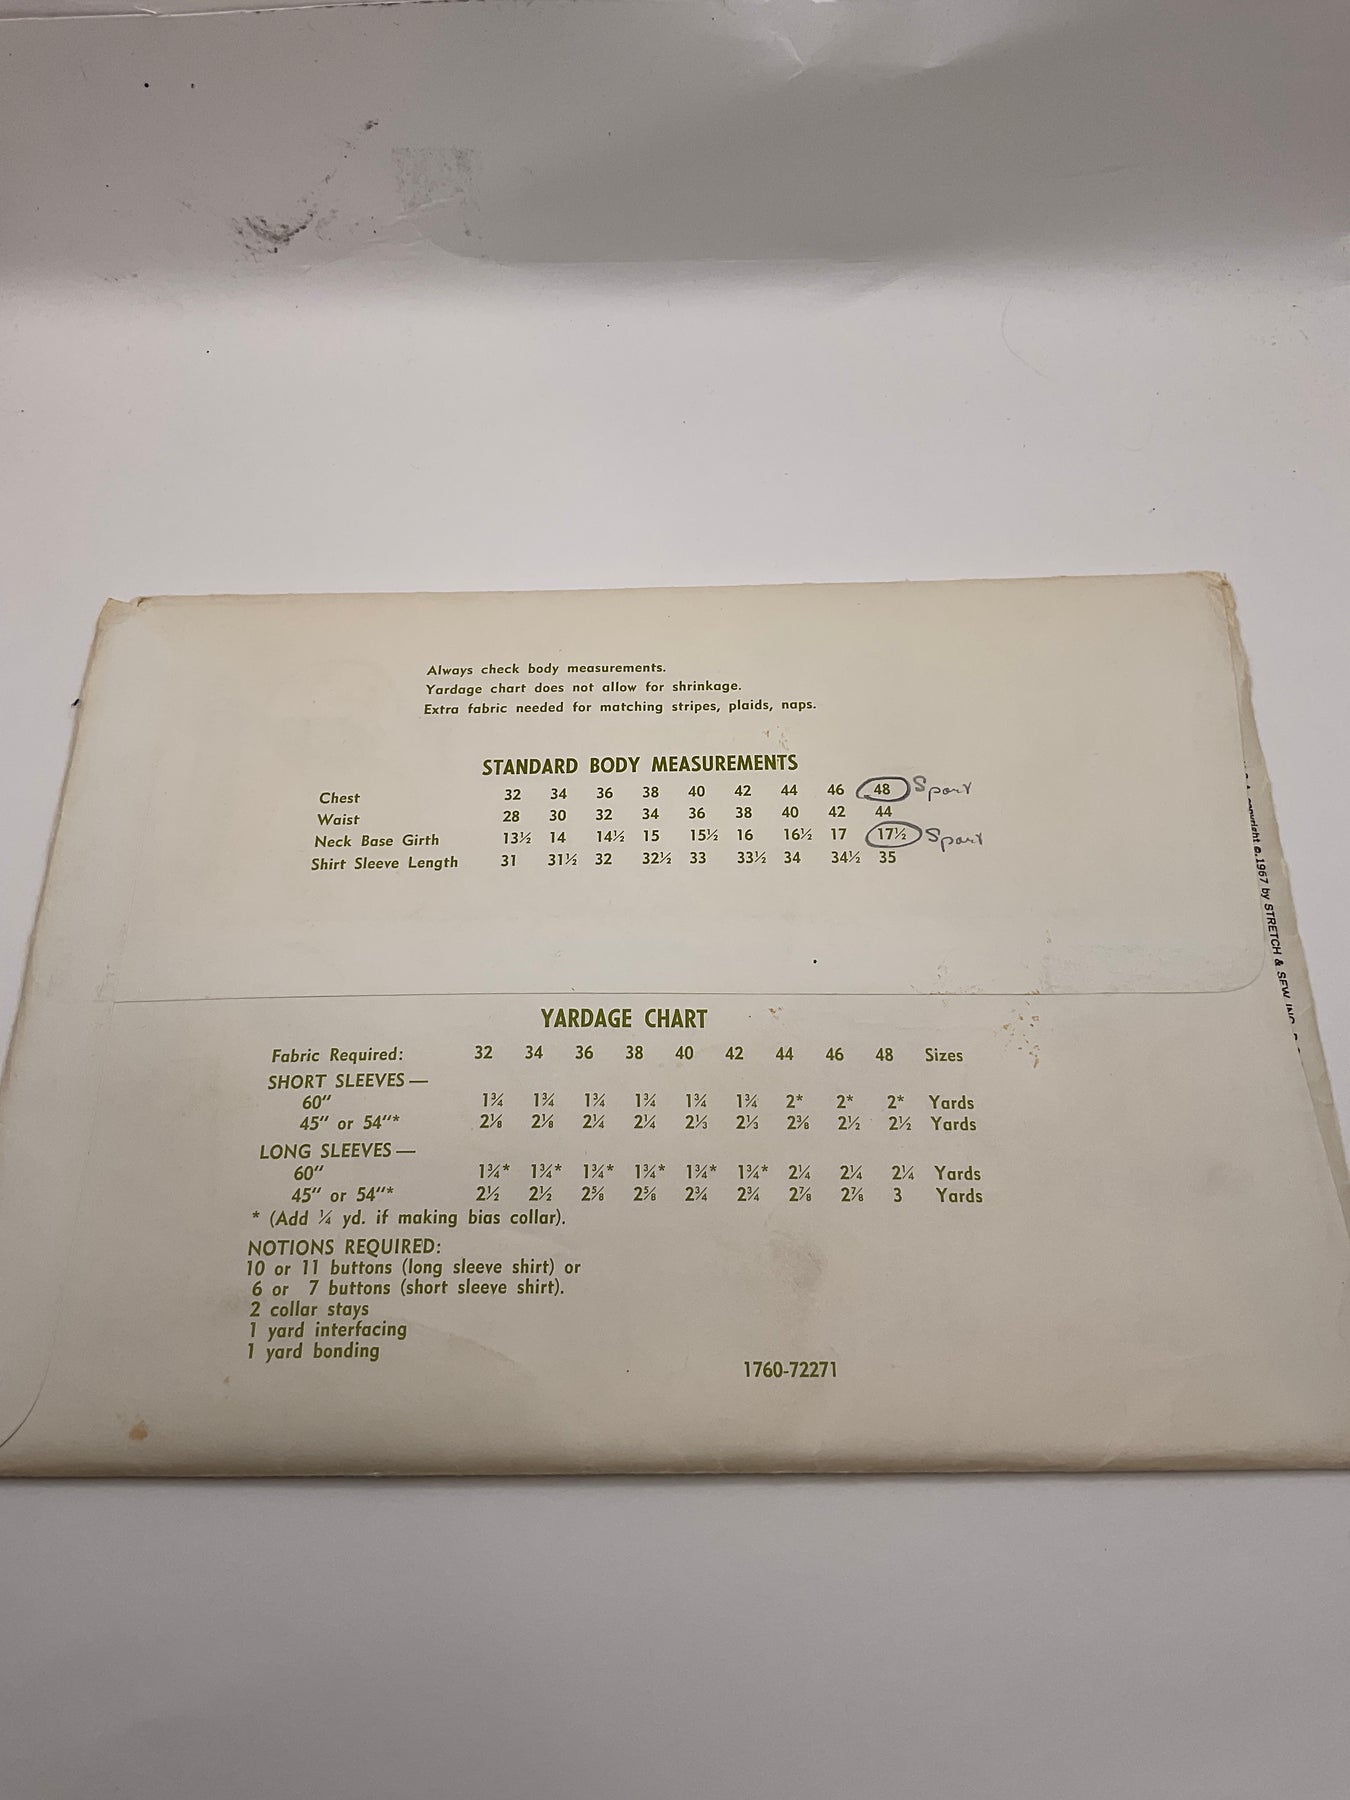 Always check body measurements.
Yardage chart does not allow for shrinkage.
Extra fabric needed for matching stripes, plaids, naps.
STANDARD BODY MEASUREMENTS
Chest 32 34 36 38 40 42 44 46 48 Sport
Waist 28 30 32 34 36 38 40 42 44
Neck Base Girth 13½ 14 14½ 15 15½ 16 16½ 17 17½ Sport
Shirt Sleeve Length 31 31½ 32 32½ 33 33½ 34 34½ 35
copyright ©, 1967 by STRETCH & SEW, INC.
YARDAGE CHART
Fabric Required: 32 34 36 38 40 42 44 46 48 Sizes
SHORT SLEEVES —
60" 1¾ 1¾ 1¾ 1¾ 1¾ 1¾ 2* 2* 2* Yards
45" or 54"* 2⅛ 2⅛ 2¼ 2¼ 2⅓ 2⅓ 2⅜ 2½ 2½ Yards
LONG SLEEVES —
60" 1¾* 1¾* 1¾* 1¾* 1¾* 1¾* 2¼ 2¼ 2¼ Yards
45" or 54"* 2½ 2½ 2⅝ 2⅝ 2¾ 2¾ 2⅞ 2⅞ 3 Yards
* (Add ¼ yd. if making bias collar).
NOTIONS REQUIRED:
10 or 11 buttons (long sleeve shirt) or
6 or 7 buttons (short sleeve shirt).
2 collar stays
1 yard interfacing
1 yard bonding
1760-72271